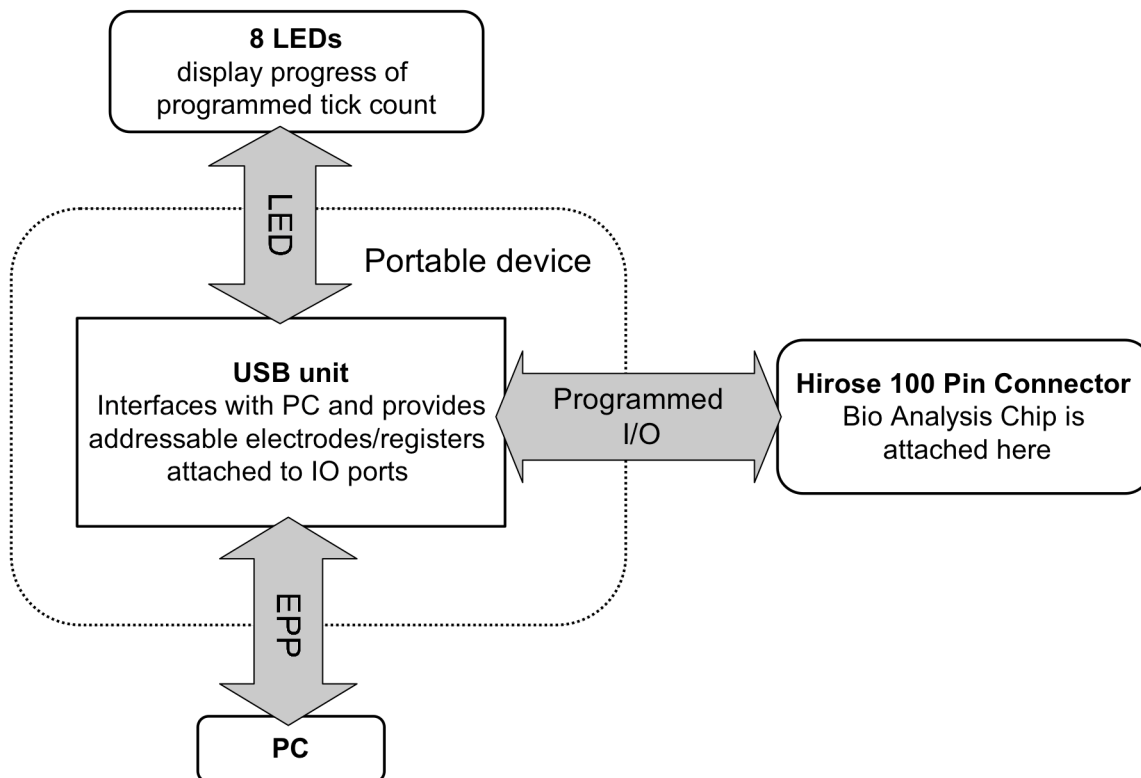 8 LEDs
display progress of
programmed tick count
LED
Portable device
USB unit
Interfaces with PC and provides
addressable electrodes/registers
attached to IO ports
Programmed
I/O
Hirose 100 Pin Connector
Bio Analysis Chip is
attached here
EPP
PC